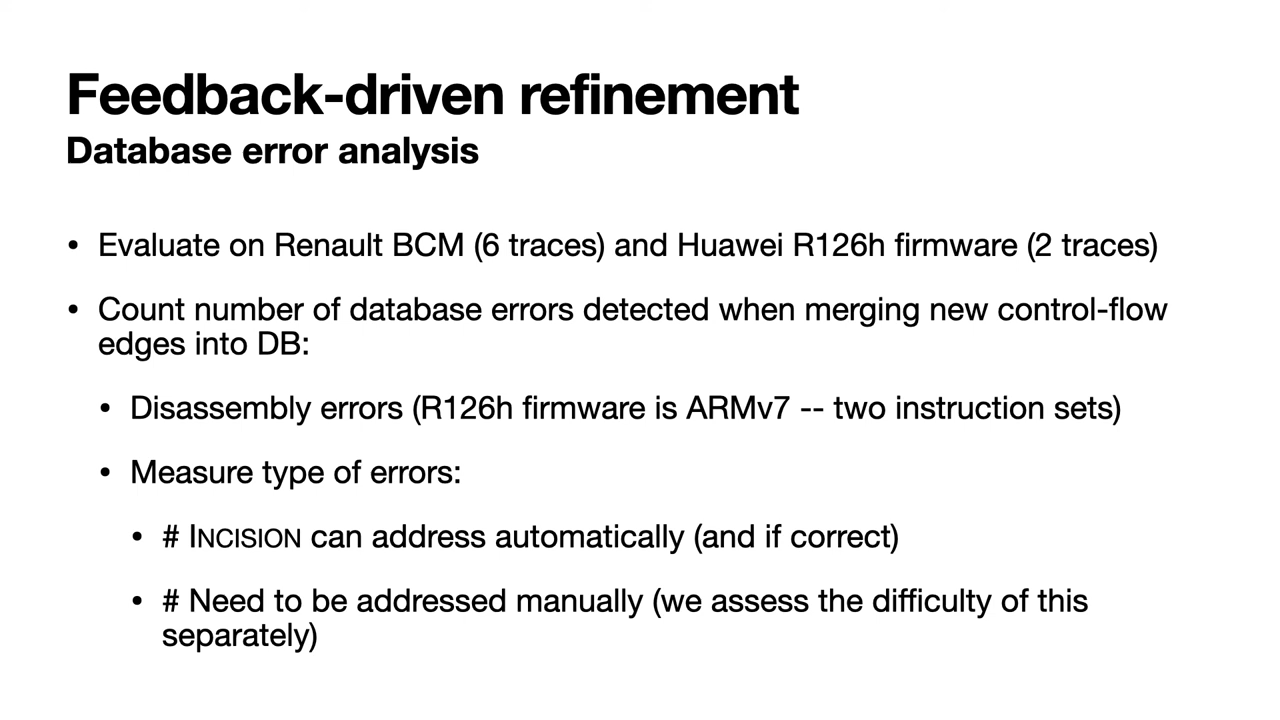 Feedback-driven refinement
Database error analysis
• Evaluate on Renault BCM (6 traces) and Huawei R126h firmware (2 traces)
• Count number of database errors detected when merging new control-flow
edges into DB:
• Disassembly errors (R126h firmware is ARMv7 -- two instruction sets)
• Measure type of errors:
• # INCISION can address automatically (and if correct)
• # Need to be addressed manually (we assess the difficulty of this
separately)